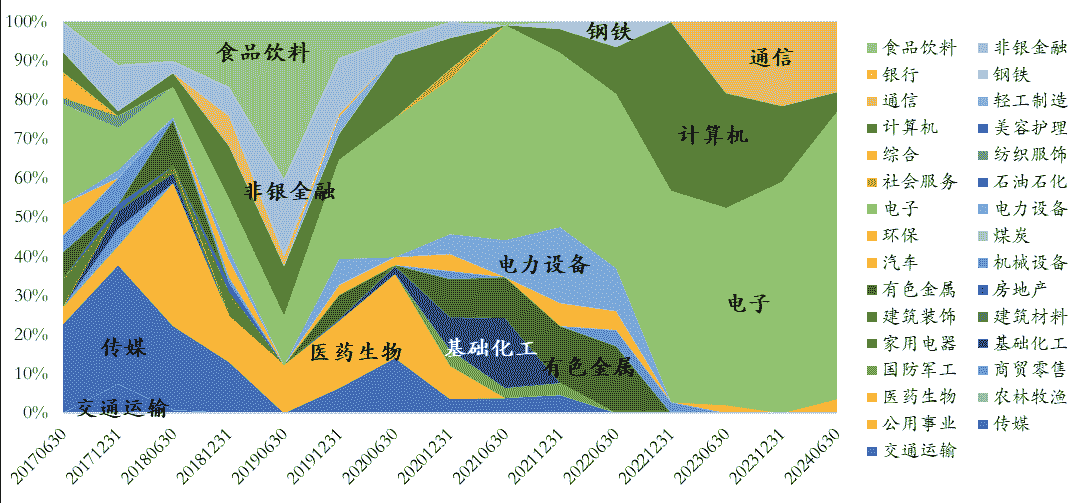 100%
90%
80%
70%
60%
50%
40%
30%
20%
10%
0%
食品饮料
钢铁
通信
计算机
非银金融
电力设备
电子
传媒
医药生物
基础化工
有色金属
交通运输
20170630
20171231
20180630
20181231
20190630
20191231
20200630
20201231
20210630
20211231
20220630
20221231
20230630
20231231
20240630
食品饮料 非银金融
银行 钢铁
通信 轻工制造
计算机 美容护理
综合 纺织服饰
社会服务 石油石化
电子 电力设备
环保 煤炭
汽车 机械设备
有色金属 房地产
建筑装饰 建筑材料
家用电器 基础化工
国防军工 商贸零售
医药生物 农林牧渔
公用事业 传媒
交通运输